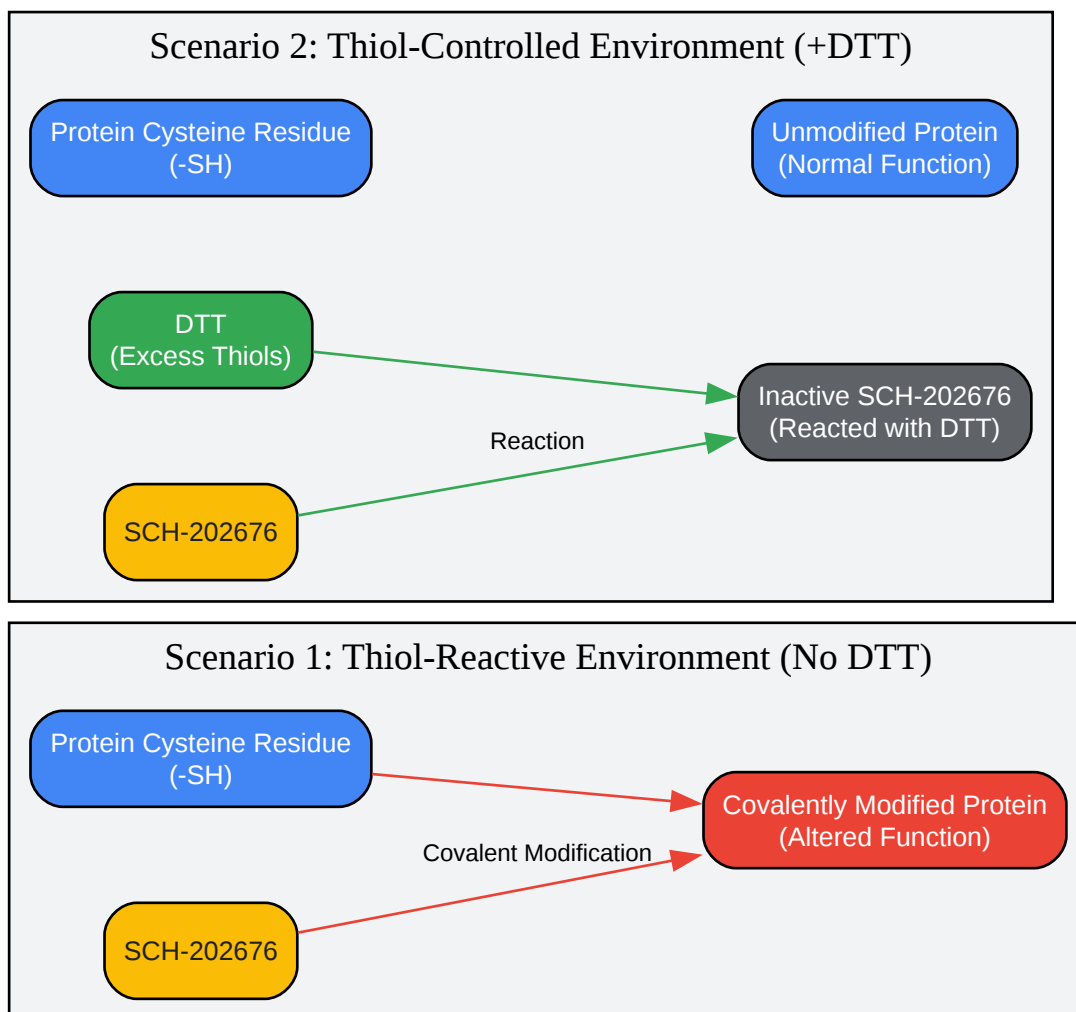 Scenario 2: Thiol-Controlled Environment (+DTT)
Protein Cysteine Residue
(-SH)
Unmodified Protein
(Normal Function)
DTT
(Excess Thiols)
Inactive SCH-202676
(Reacted with DTT)
Reaction
SCH-202676
Scenario 1: Thiol-Reactive Environment (No DTT)
Protein Cysteine Residue
(-SH)
Covalently Modified Protein
(Altered Function)
Covalent Modification
SCH-202676